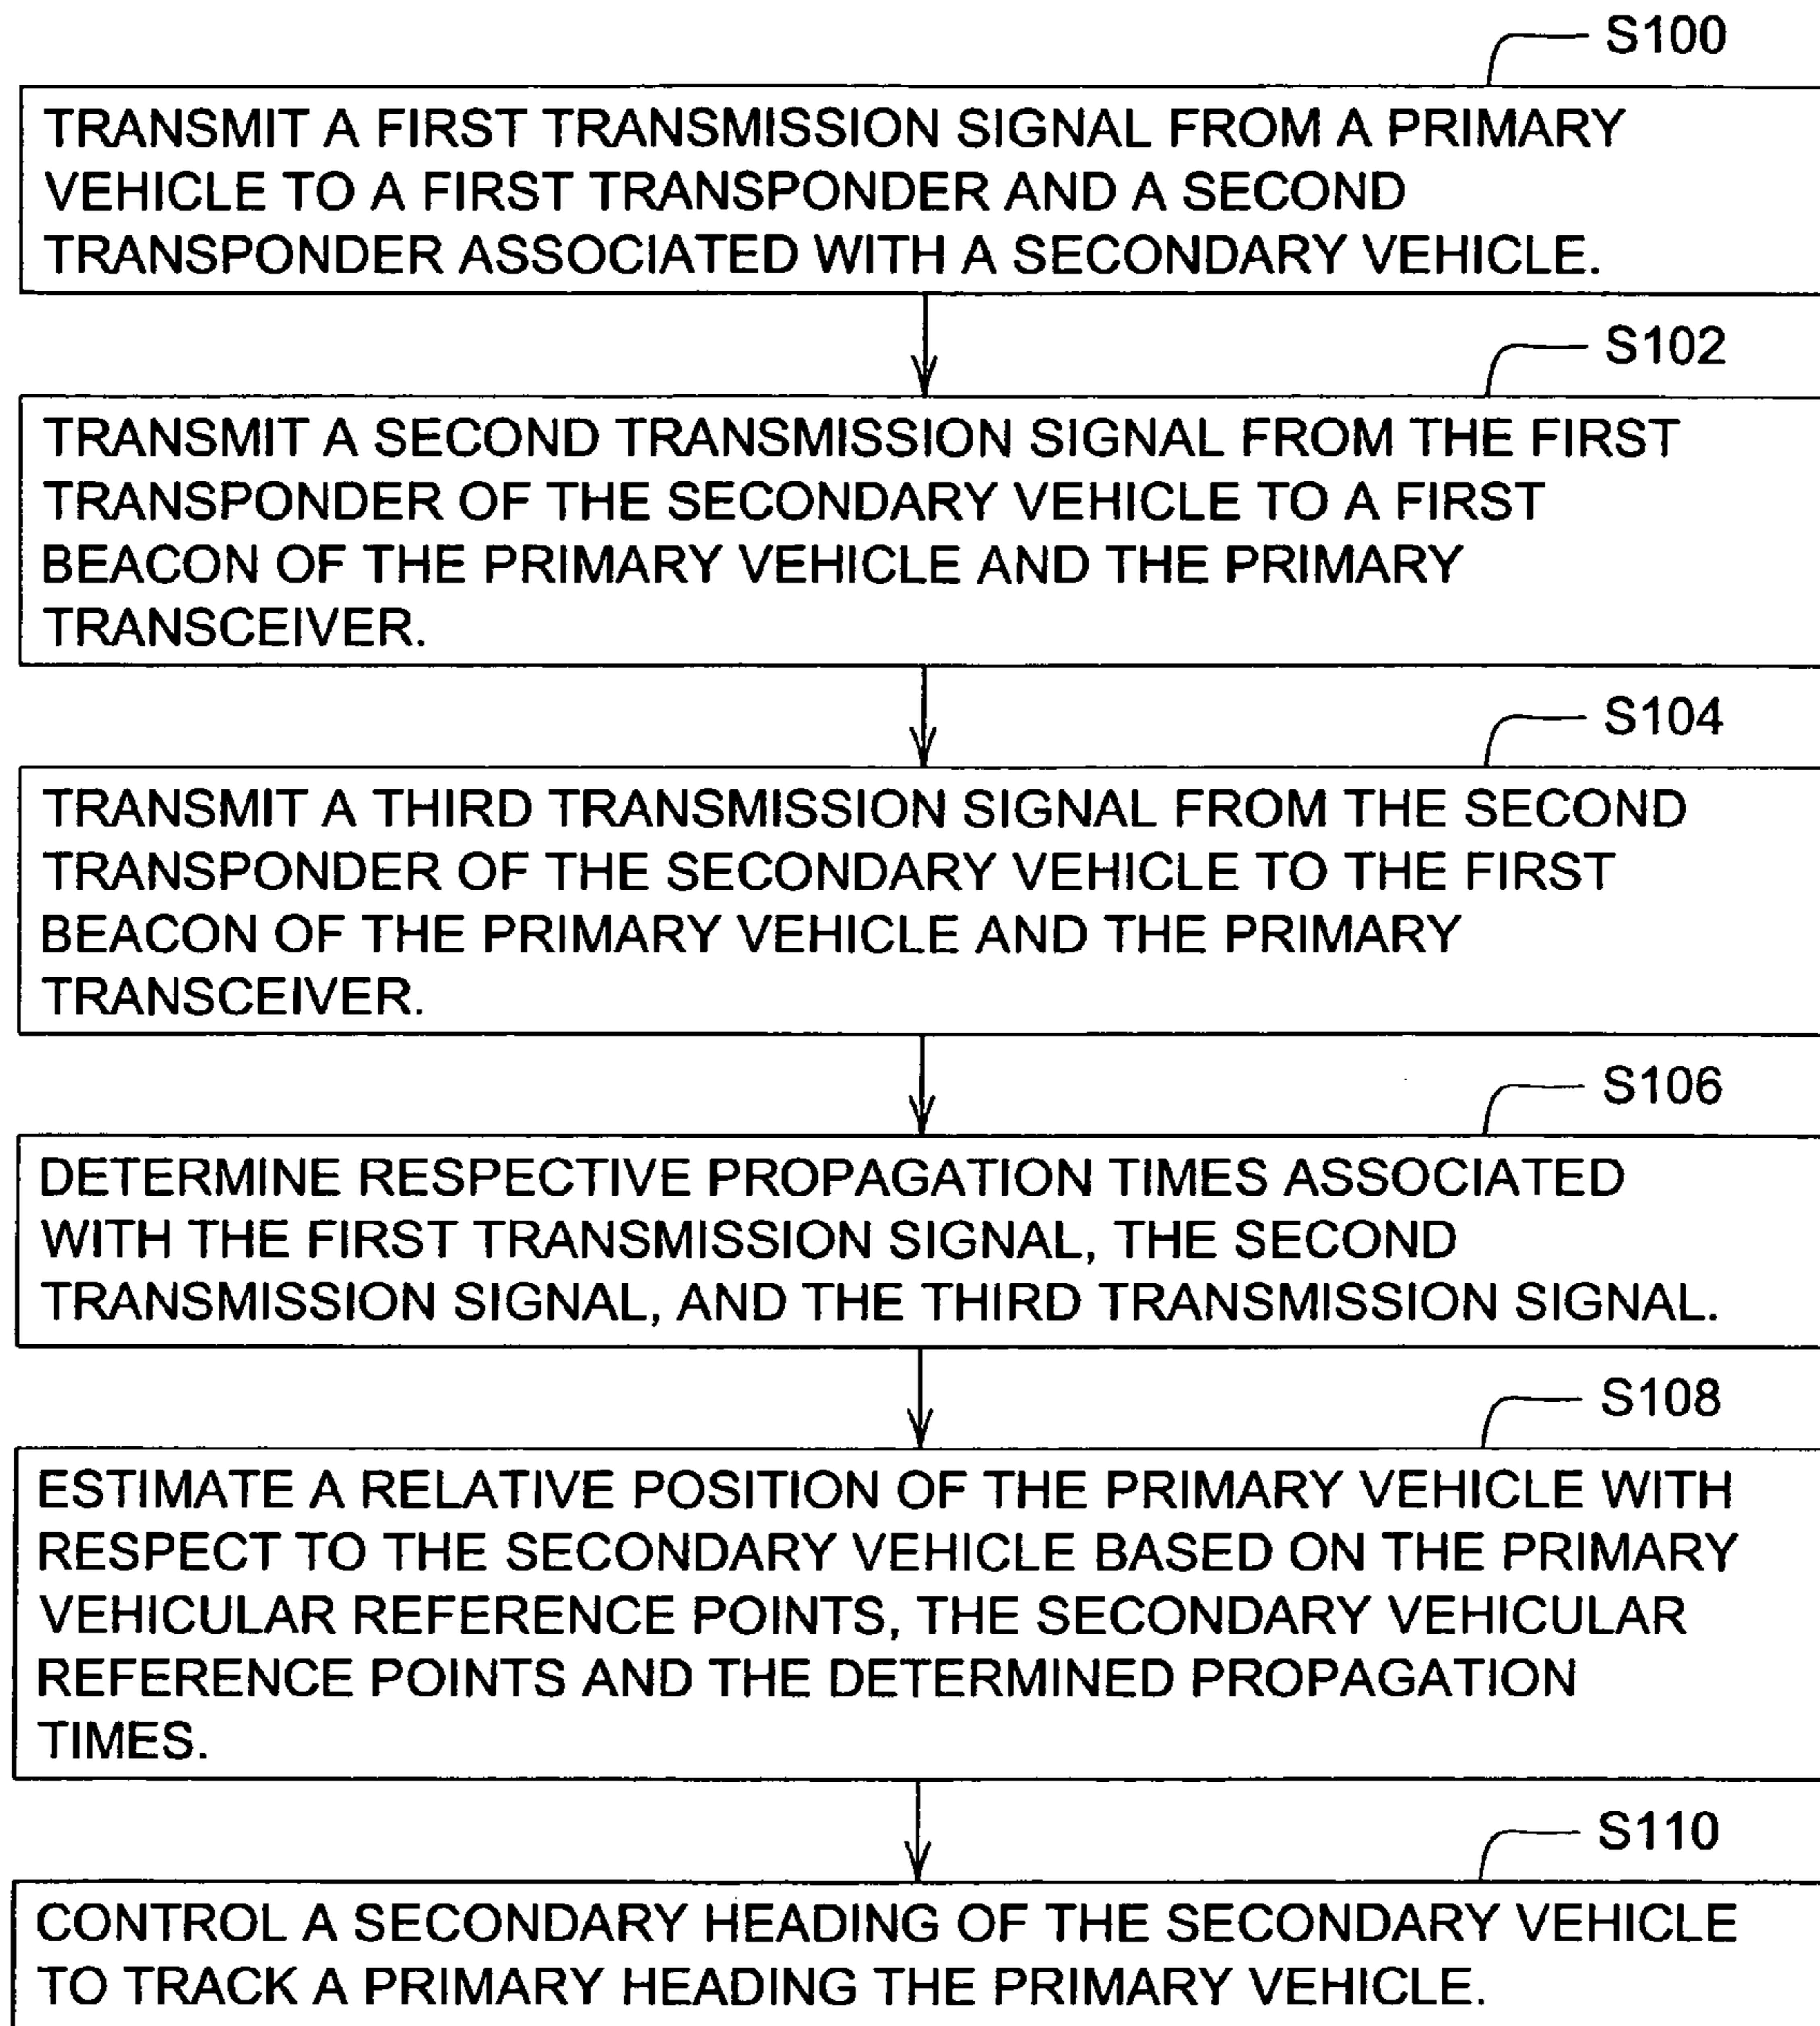 S100
TRANSMIT A FIRST TRANSMISSION SIGNAL FROM A PRIMARY
VEHICLE TO A FIRST TRANSPONDER AND A SECOND
TRANSPONDER ASSOCIATED WITH A SECONDARY VEHICLE.
S102
TRANSMIT A SECOND TRANSMISSION SIGNAL FROM THE FIRST
TRANSPONDER OF THE SECONDARY VEHICLE TO A FIRST
BEACON OF THE PRIMARY VEHICLE AND THE PRIMARY
TRANSCEIVER.
S104
TRANSMIT A THIRD TRANSMISSION SIGNAL FROM THE SECOND
TRANSPONDER OF THE SECONDARY VEHICLE TO THE FIRST
BEACON OF THE PRIMARY VEHICLE AND THE PRIMARY
TRANSCEIVER.
S106
DETERMINE RESPECTIVE PROPAGATION TIMES ASSOCIATED
WITH THE FIRST TRANSMISSION SIGNAL, THE SECOND
TRANSMISSION SIGNAL, AND THE THIRD TRANSMISSION SIGNAL.
S108
ESTIMATE A RELATIVE POSITION OF THE PRIMARY VEHICLE WITH
RESPECT TO THE SECONDARY VEHICLE BASED ON THE PRIMARY
VEHICULAR REFERENCE POINTS, THE SECONDARY VEHICULAR
REFERENCE POINTS AND THE DETERMINED PROPAGATION
TIMES.
S110
CONTROL A SECONDARY HEADING OF THE SECONDARY VEHICLE
TO TRACK A PRIMARY HEADING THE PRIMARY VEHICLE.